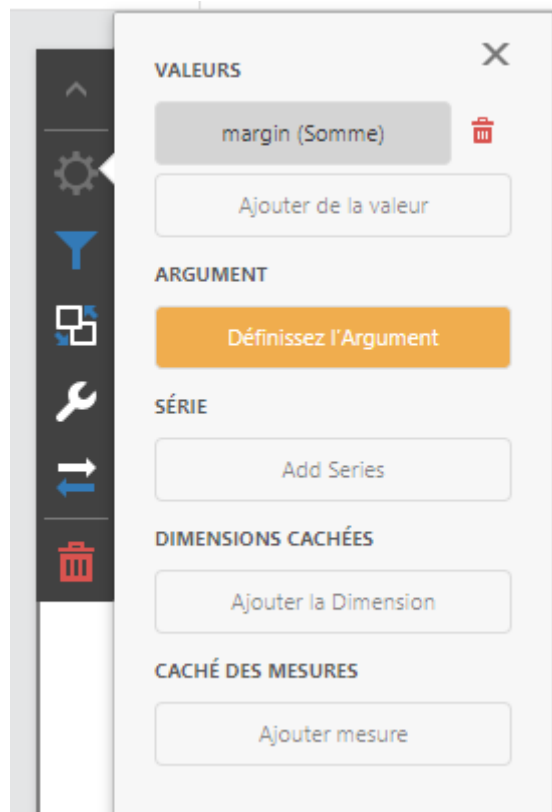 VALEURS
margin (Somme)
Ajouter de la valeur
ARGUMENT
Définissez l'Argument
SÉRIE
Add Series
DIMENSIONS CACHÉES
Ajouter la Dimension
CACHÉ DES MESURES
Ajouter mesure